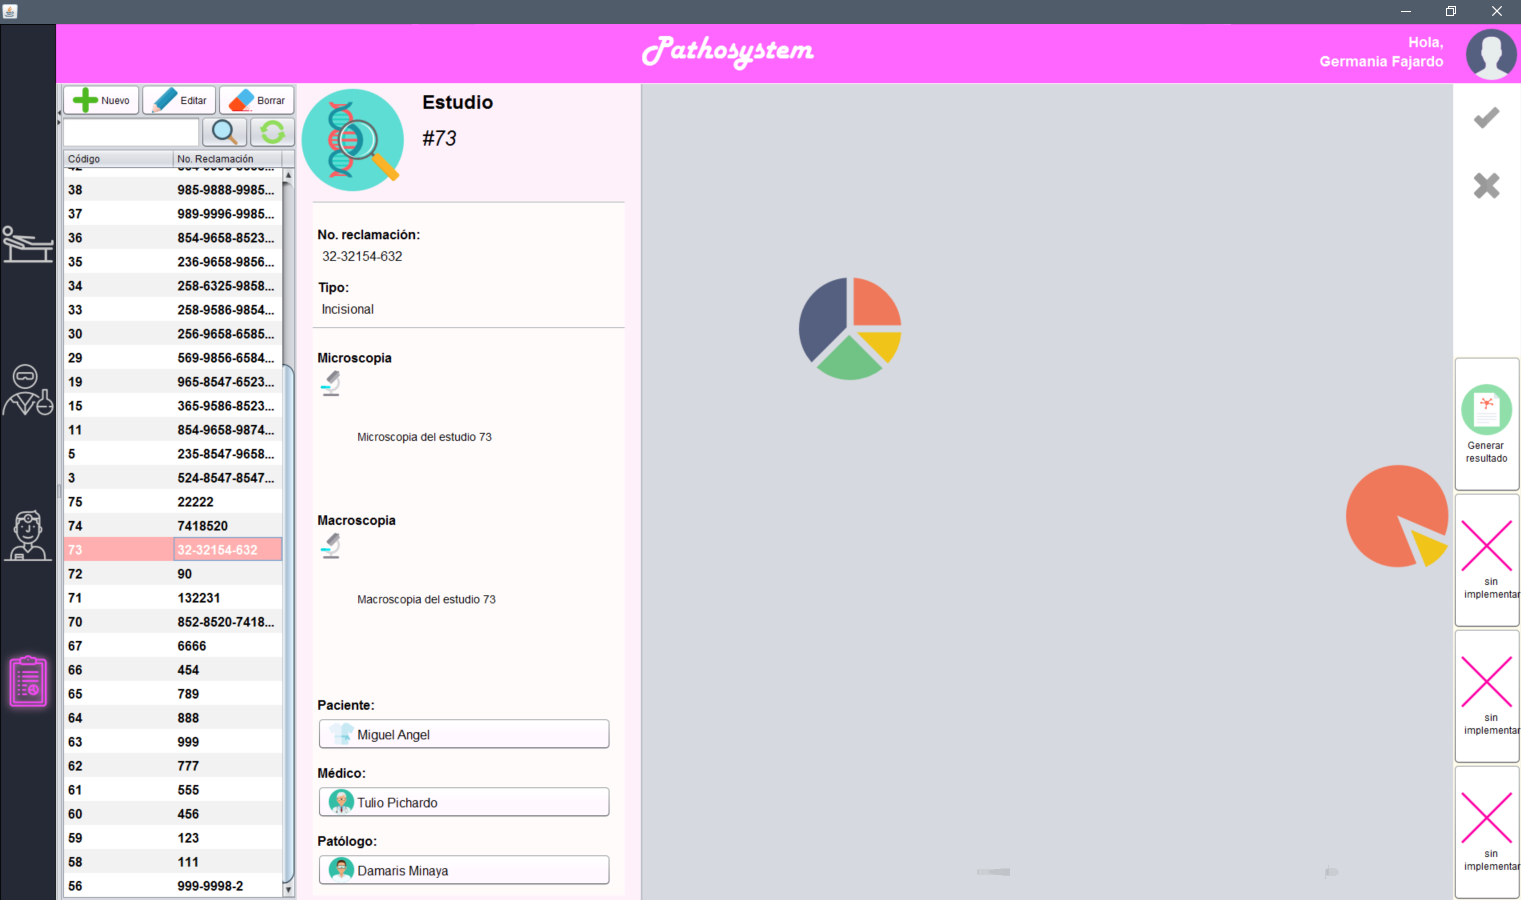 Pathosystem
Hola,
Germania Fajardo
Nuevo
Editar
Borrar
Código No. Reclamación
38 985-9888-9985...
37 989-9996-9985...
36 854-9658-8523...
35 236-9658-9856...
34 258-6325-9858...
33 258-9586-9854...
30 256-9658-6585...
29 569-9856-6584...
19 965-8547-6523...
15 365-9586-8523...
11 854-9658-9874...
5 235-8547-9658...
3 524-8547-8547...
75 22222
74 7418520
73 32-32154-632
72 90
71 132231
70 852-8520-7418...
67 6666
66 454
65 789
64 888
63 999
62 777
61 555
60 456
59 123
58 111
56 999-9998-2
Estudio
#73
No. reclamación:
32-32154-632
Tipo:
Incisional
Microscopia
Microscopia del estudio 73
Macroscopia
Macroscopia del estudio 73
Paciente:
Miguel Angel
Médico:
Tulio Pichardo
Patólogo:
Damaris Minaya
Generar
resultado
sin
implementar
sin
implementar
sin
implementar